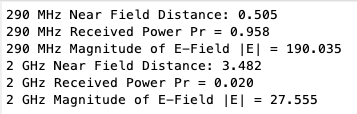 290 MHz Near Field Distance: 0.505
290 MHz Received Power Pr = 0.958
290 MHz Magnitude of E-Field |E| = 190.035
2 GHz Near Field Distance: 3.482
2 GHz Received Power Pr = 0.020
2 GHz Magnitude of E-Field |E| = 27.555